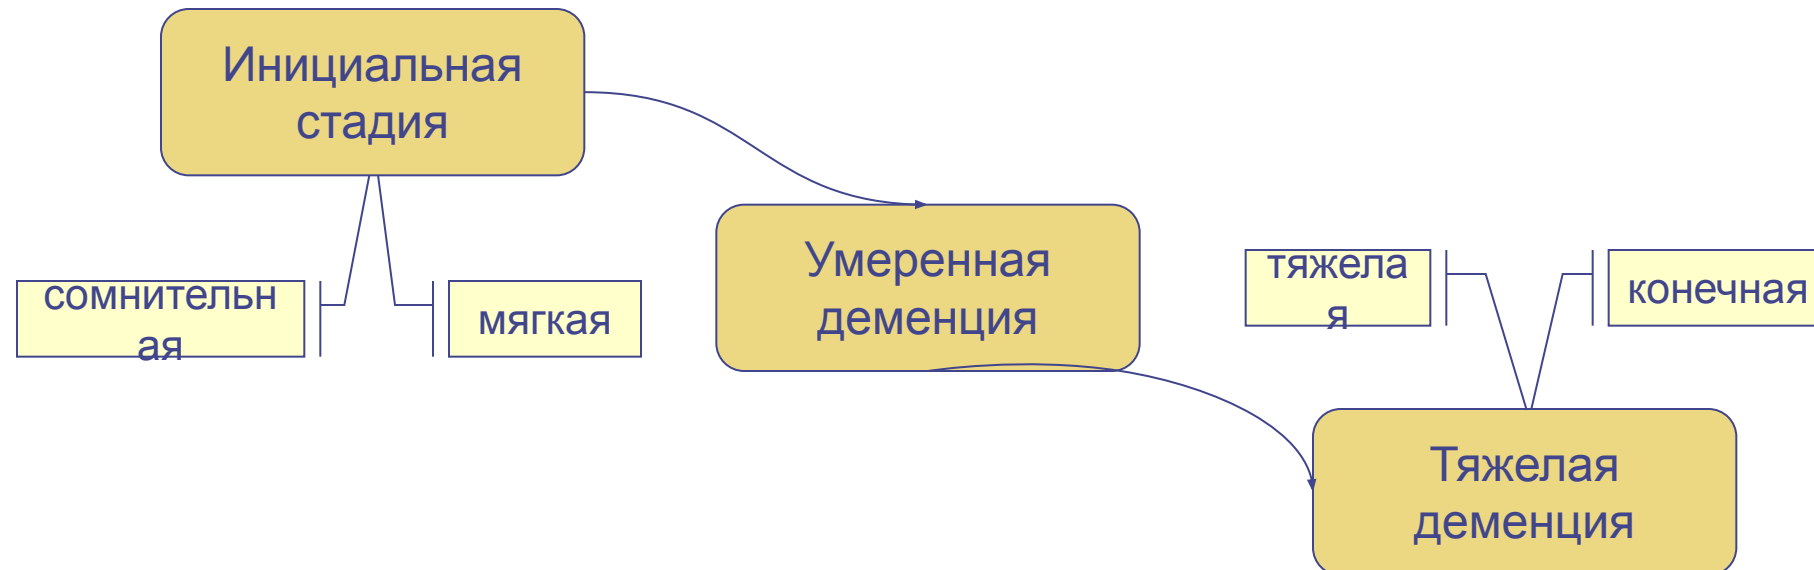 Инициальная
стадия
сомнительн
ая
мягкая
Умеренная
деменция
тяжела
я
конечная
Тяжелая
деменция